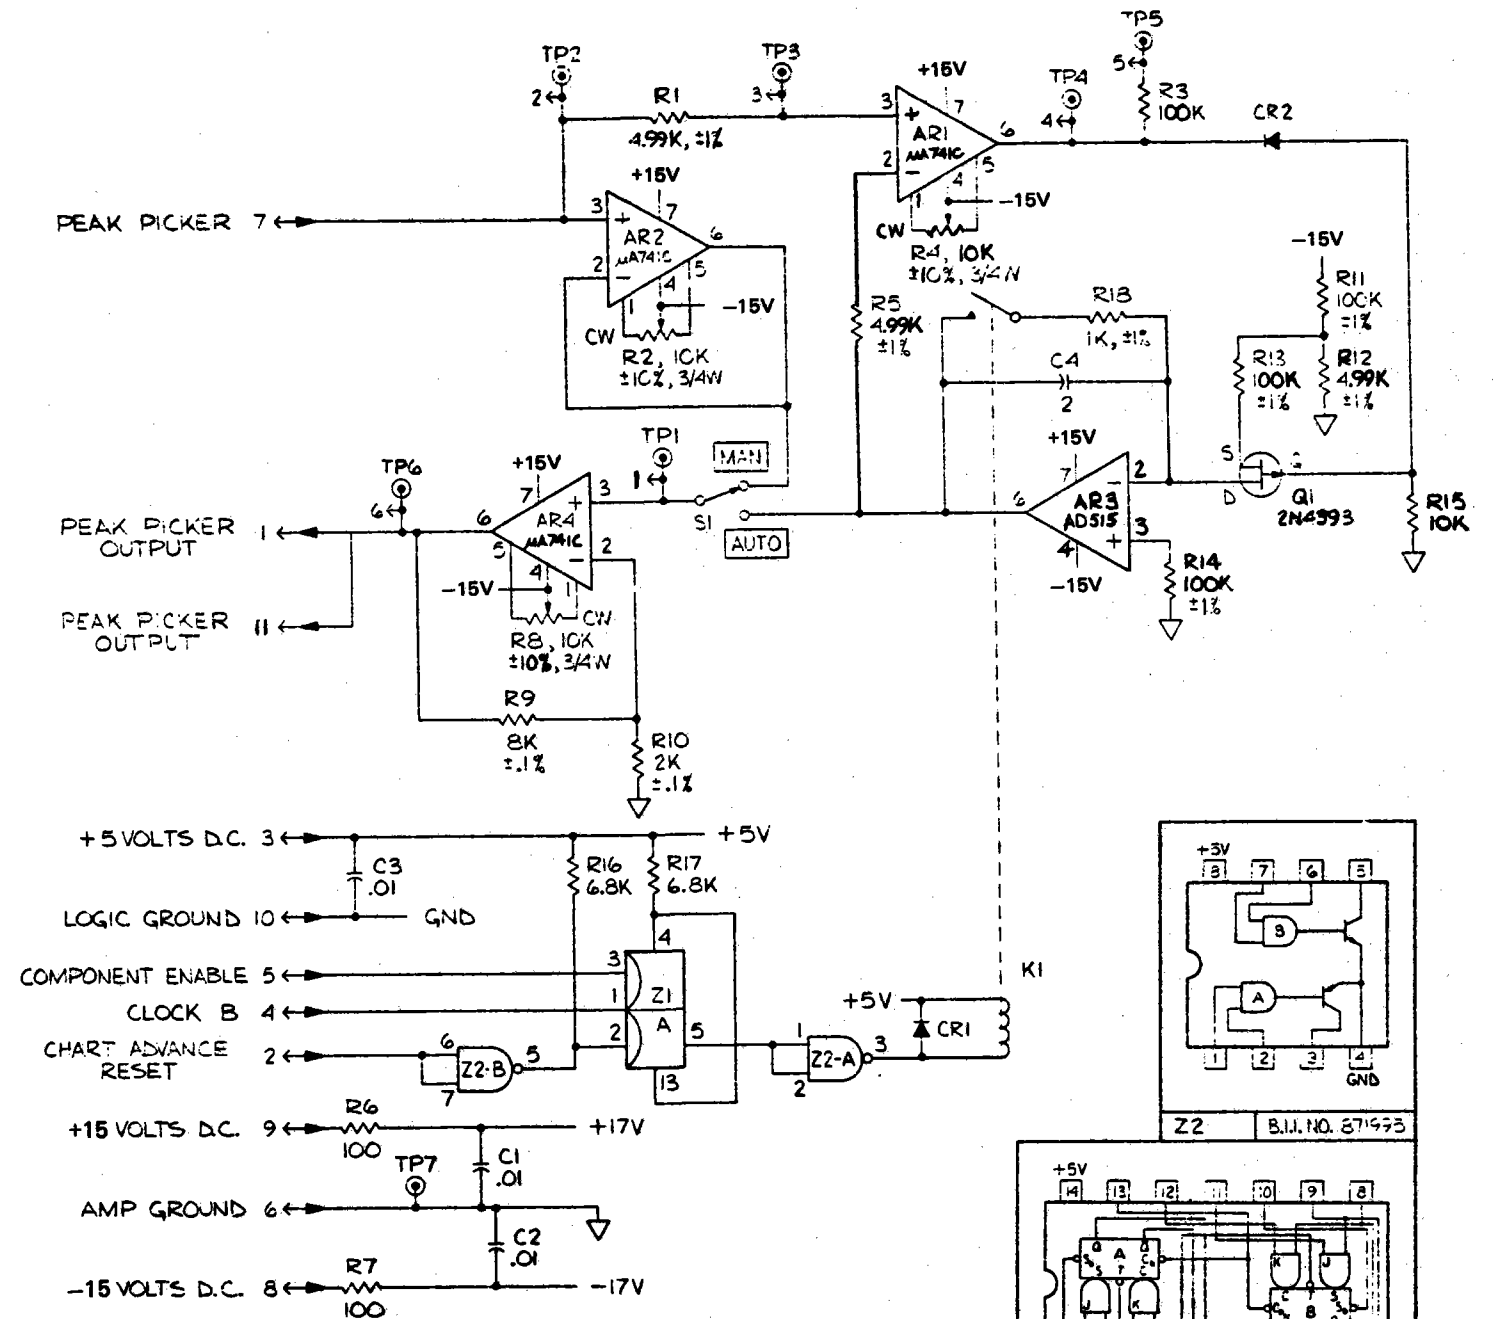 TP5
TP2
TP3
5
+15V
TP4
R3
100K
CR2
2
R1
3
3
+
7
6
4
4.99K, ±1%
AR1
µA741C
2
−
5
+15V
4
1
−15V
PEAK PICKER 7
3
+
7
AR2
6
µA741C
2
−
5
4
1
−15V
CW
R4, 10K
±10%, 3/4W
−15V
R11
100K
±1%
CW
R2, 10K
±10%, 3/4W
R5
4.99K
±1%
R18
1K, ±1%
C4
2
R13
100K
±1%
R12
4.99K
±1%
TP1
MAN
1
S1
AUTO
+15V
TP6
6
6
7
3
+
AR4
µA741C
5
4
1
2
−
−15V
CW
R8, 10K
±10%, 3/4W
+15V
7
2
−
6
AR3
AD515
3
+
4
−15V
S
G
D
Q1
2N4393
R15
10K
R14
100K
±1%
PEAK PICKER 1
OUTPUT
PEAK PICKER 11
OUTPUT
R9
8K
±.1%
R10
2K
±.1%
+5 VOLTS D.C. 3
+5V
C3
.01
R16
6.8K
R17
6.8K
LOGIC GROUND 10
GND
4
COMPONENT ENABLE 5
3
CLOCK B 4
1
Z1
A
2
5
13
CHART ADVANCE 2
RESET
6
Z2-B
5
7
1
Z2-A
3
2
+5V
CR1
K1
+15 VOLTS D.C. 9
R6
100
+17V
C1
.01
TP7
AMP GROUND 6
C2
.01
-15 VOLTS D.C. 8
R7
100
−17V
8
7
6
5
B
A
1
2
3
4
GND
Z2
+5V
14
13
12
11
10
9
8
A
K
J
J
K
B